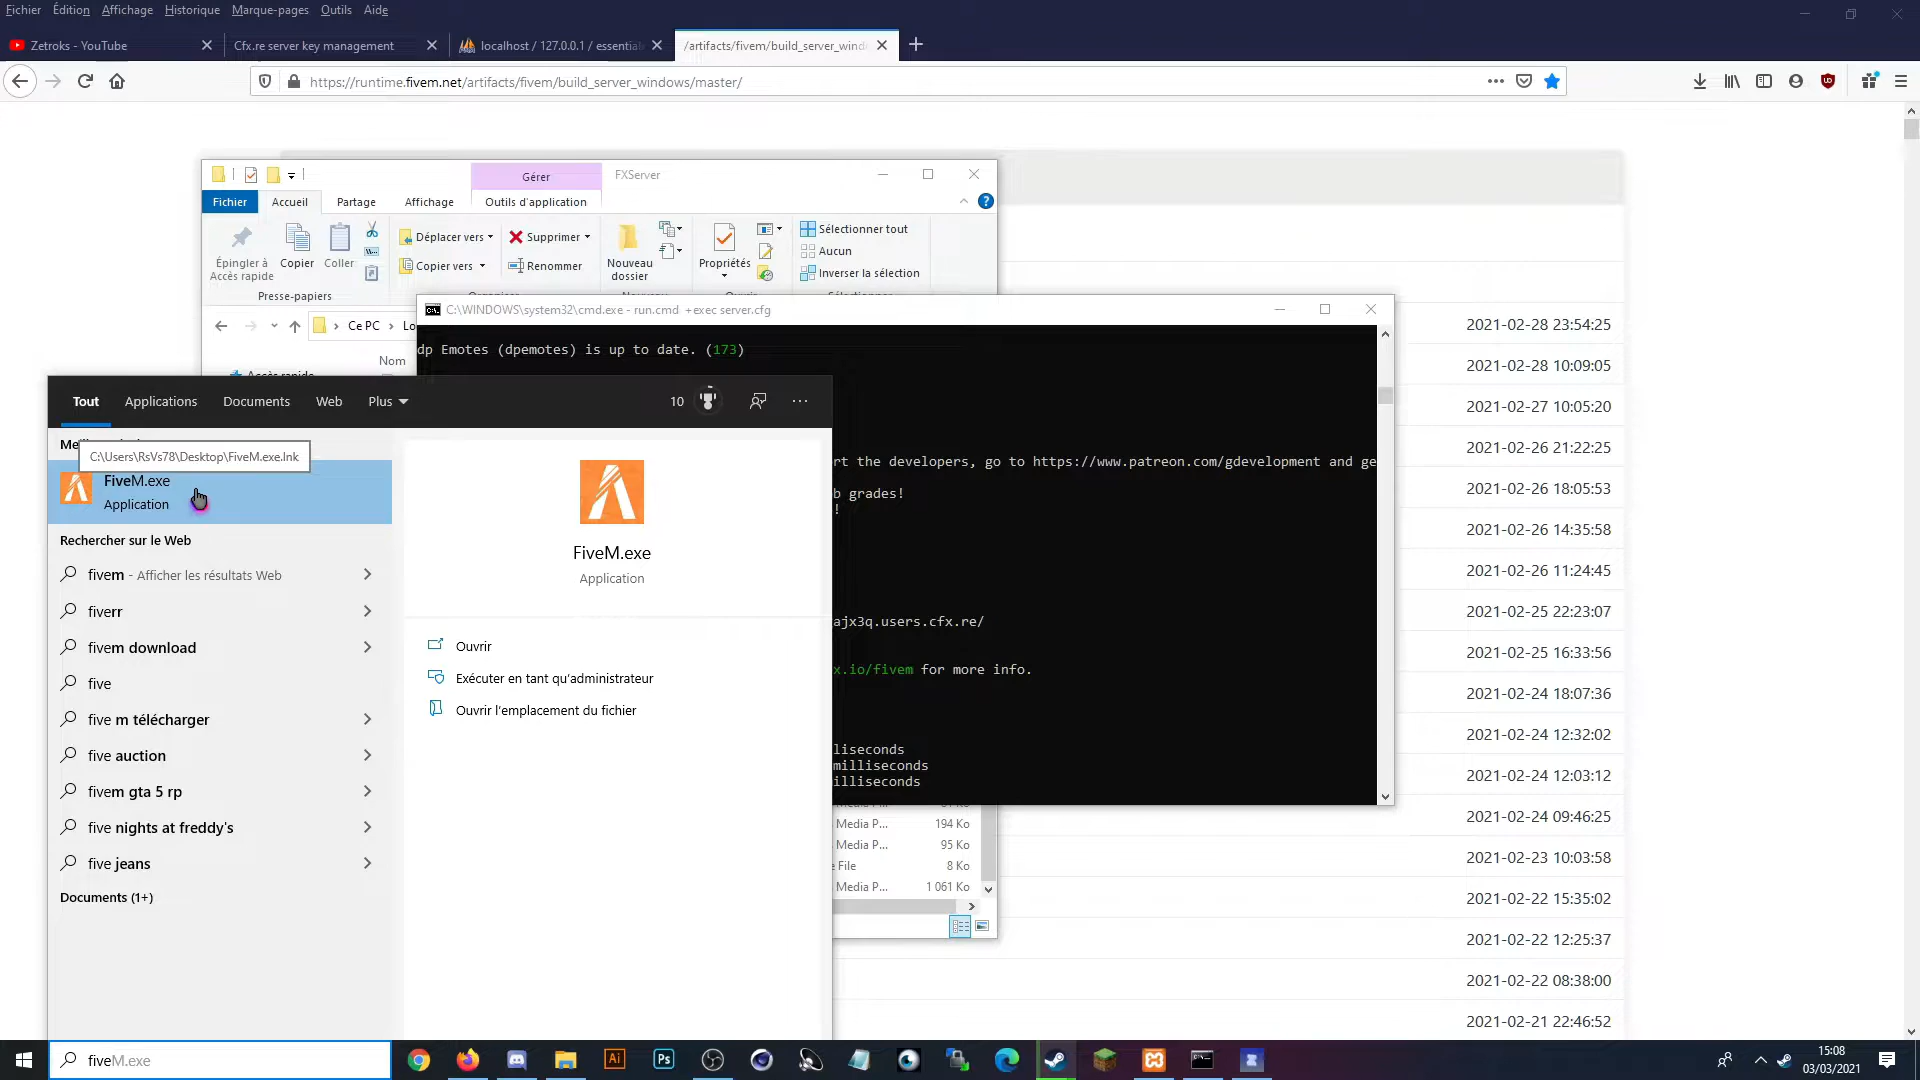 Fichier Édition Affichage Historique Marque-pages Outils Aide
Zetroks - YouTube
Cfx.re server key management
localhost / 127.0.0.1 / essential
/artifacts/fivem/build_server_wind
https://runtime.fivem.net/artifacts/fivem/build_server_windows/master/
Gérer
FXServer
Fichier
Accueil
Partage
Affichage
Outils d'application
Épingler à
Accès rapide
Copier
Coller
Déplacer vers
Copier vers
Supprimer
Renommer
Nouveau
dossier
Propriétés
Sélectionner tout
Aucun
Inverser la sélection
Presse-papiers
C:\WINDOWS\system32\cmd.exe - run.cmd +exec server.cfg
Ce PC
Lo
Nom
Accès rapide
dp Emotes (dpemotes) is up to date. (173)
rt the developers, go to https://www.patreon.com/gdevelopment and ge
b grades!
!
ajx3q.users.cfx.re/
x.io/fivem for more info.
liseconds
milliseconds
illiseconds
Media P...
194 Ko
Media P...
95 Ko
e File
8 Ko
Media P...
1 061 Ko
Tout
Applications
Documents
Web
Plus
10
Me
C:\Users\RsVs78\Desktop\FiveM.exe.lnk
FiveM.exe
Application
Rechercher sur le Web
fivem - Afficher les résultats Web
fiverr
fivem download
five
five m télécharger
five auction
fivem gta 5 rp
five nights at freddy's
five jeans
Documents (1+)
FiveM.exe
Application
Ouvrir
Exécuter en tant qu'administrateur
Ouvrir l'emplacement du fichier
2021-02-28 23:54:25
2021-02-28 10:09:05
2021-02-27 10:05:20
2021-02-26 21:22:25
2021-02-26 18:05:53
2021-02-26 14:35:58
2021-02-26 11:24:45
2021-02-25 22:23:07
2021-02-25 16:33:56
2021-02-24 18:07:36
2021-02-24 12:32:02
2021-02-24 12:03:12
2021-02-24 09:46:25
2021-02-23 10:03:58
2021-02-22 15:35:02
2021-02-22 12:25:37
2021-02-22 08:38:00
2021-02-21 22:46:52
fiveM.exe
Ai
Ps
15:08
03/03/2021